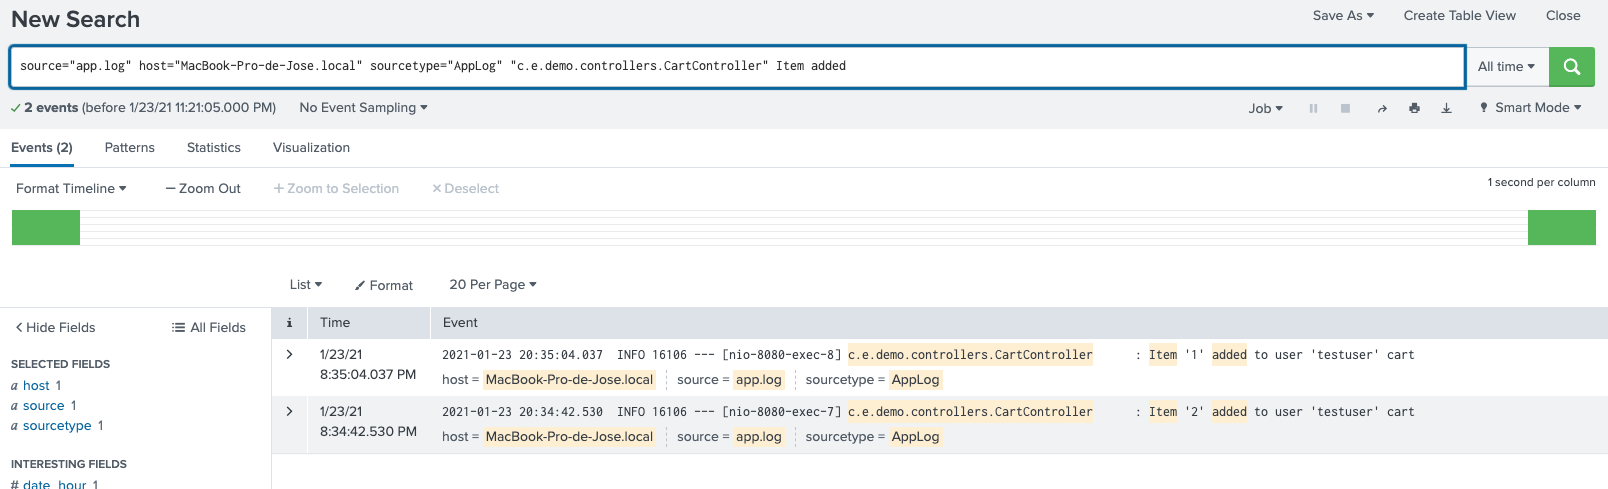 New Search
Save As Create Table View Close
source="app.log" host="MacBook-Pro-de-Jose.local" sourcetype="AppLog" "c.e.demo.controllers.CartController" Item added
All time
2 events (before 1/23/21 11:21:05.000 PM) No Event Sampling
Job Smart Mode
Events (2) Patterns Statistics Visualization
Format Timeline — Zoom Out + Zoom to Selection × Deselect
1 second per column
List Format 20 Per Page
< Hide Fields All Fields
i Time Event
SELECTED FIELDS
a host 1
a source 1
a sourcetype 1
INTERESTING FIELDS
# date_hour 1
> 1/23/21
8:35:04.037 PM
2021-01-23 20:35:04.037 INFO 16106 --- [nio-8080-exec-8] c.e.demo.controllers.CartController : Item '1' added to user 'testuser' cart
host = MacBook-Pro-de-Jose.local source = app.log sourcetype = AppLog
> 1/23/21
8:34:42.530 PM
2021-01-23 20:34:42.530 INFO 16106 --- [nio-8080-exec-7] c.e.demo.controllers.CartController : Item '2' added to user 'testuser' cart
host = MacBook-Pro-de-Jose.local source = app.log sourcetype = AppLog